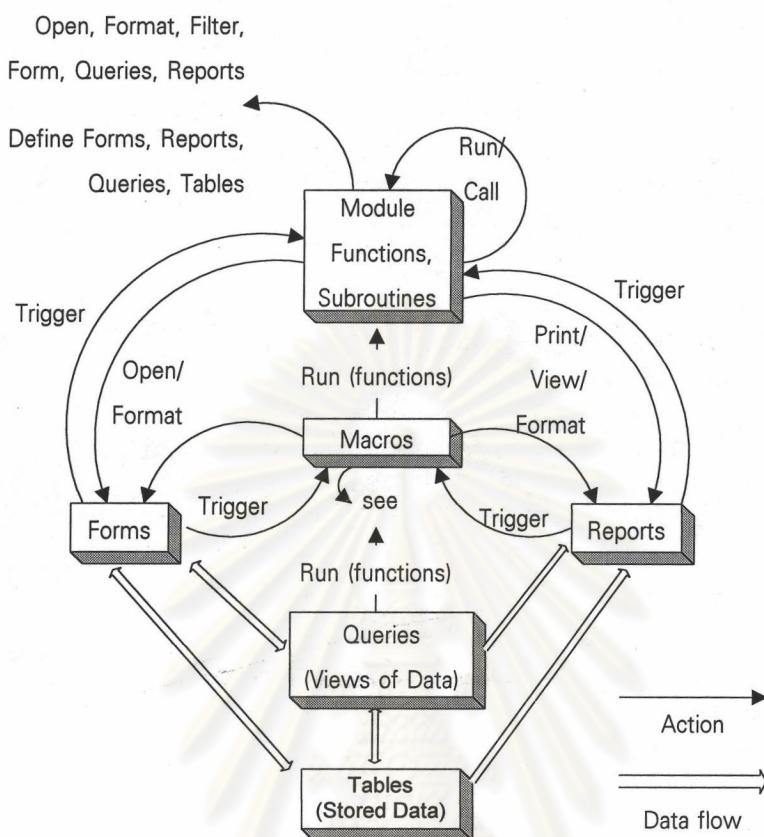 Open, Format, Filter,
Form, Queries, Reports
Define Forms, Reports,
Queries, Tables
Run/
Call
Module
Functions,
Subroutines
Trigger
Trigger
Open/
Format
Print/
View/
Format
Run (functions)
Macros
Forms
Trigger
see
Trigger
Reports
Run (functions)
Queries
(Views of Data)
Action
Tables
(Stored Data)
Data flow